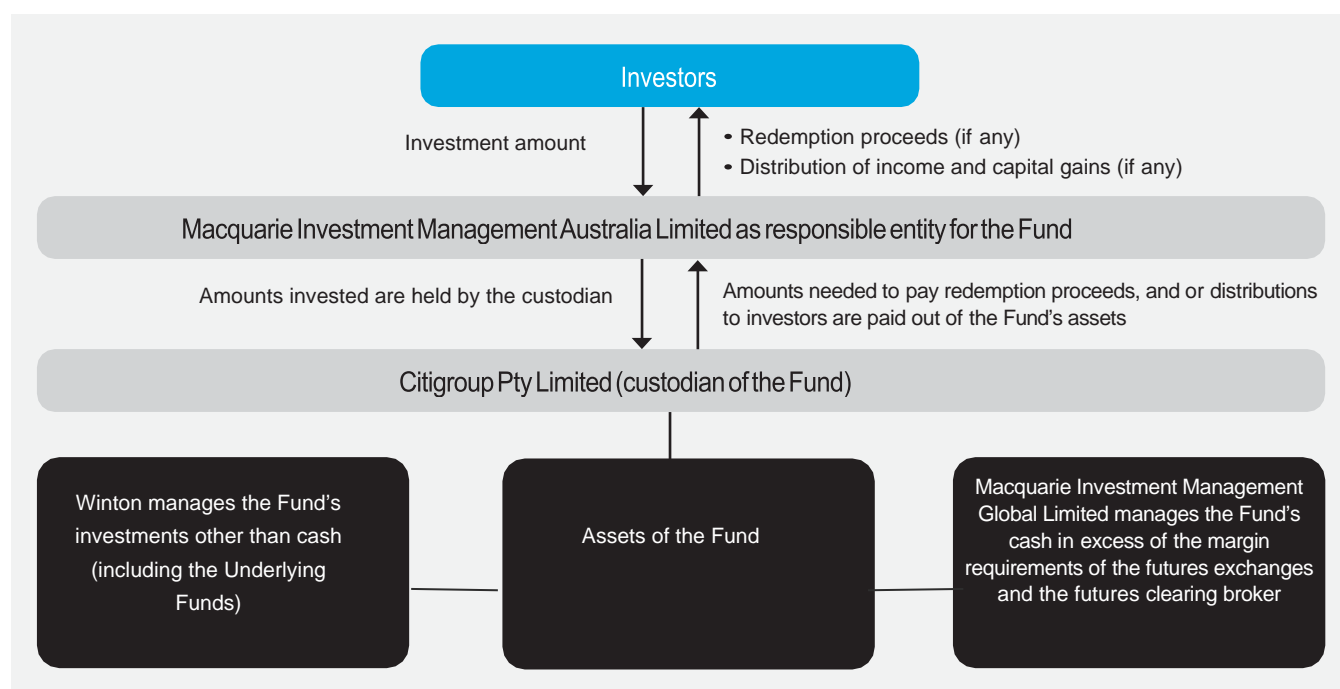 Investors
Investment amount
• Redemption proceeds (if any)
• Distribution of income and capital gains (if any)
Macquarie Investment Management Australia Limited as responsible entity for the Fund
Amounts invested are held by the custodian
Amounts needed to pay redemption proceeds, and or distributions
to investors are paid out of the Fund's assets
Citigroup Pty Limited (custodian of the Fund)
Winton manages the Fund's
investments other than cash
(including the Underlying
Funds)
Assets of the Fund
Macquarie Investment Management
Global Limited manages the Fund's
cash in excess of the margin
requirements of the futures exchanges
and the futures clearing broker